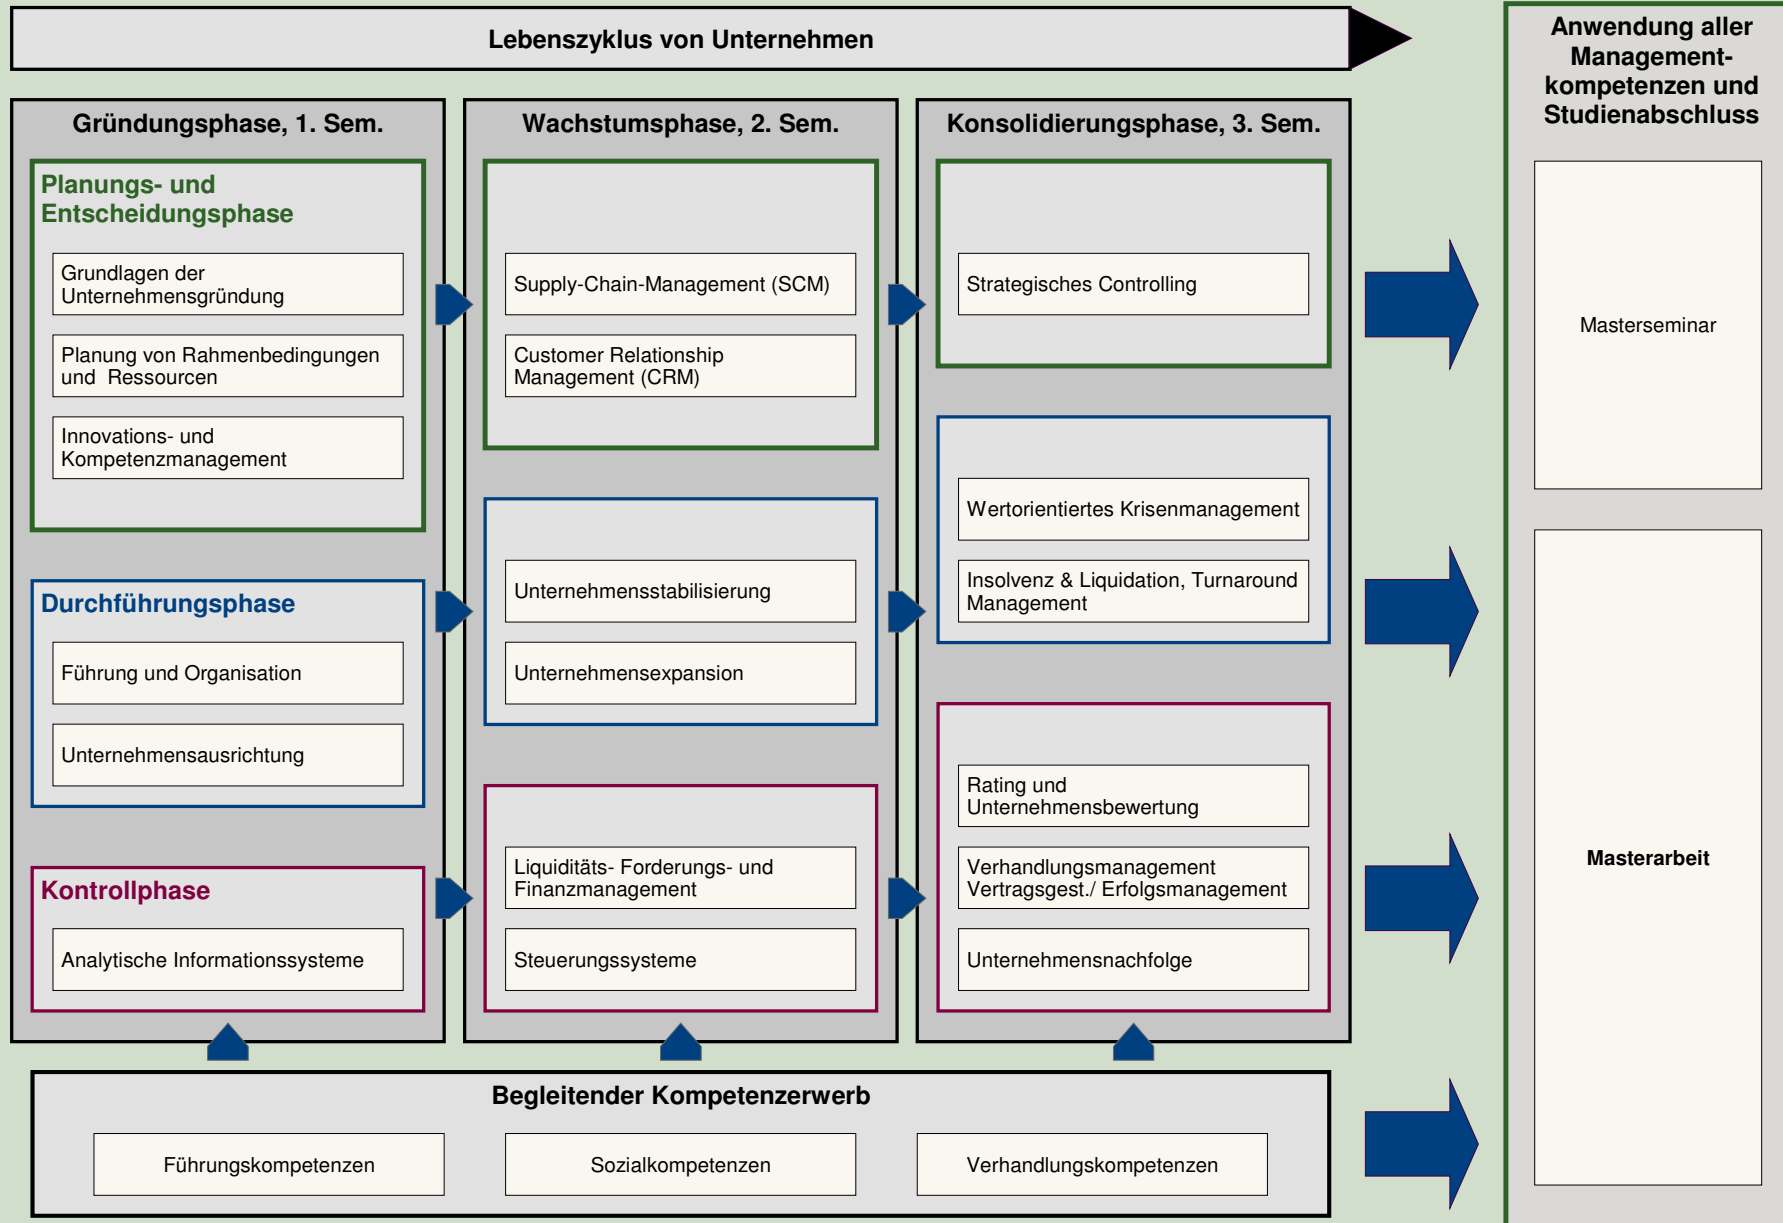 Lebenszyklus von Unternehmen
Anwendung aller
Management-
kompetenzen und
Studienabschluss
Gründungsphase, 1. Sem.
Planungs- und
Entscheidungsphase
Grundlagen der
Unternehmensgründung
Planung von Rahmenbedingungen
und  Ressourcen
Innovations- und
Kompetenzmanagement
Durchführungsphase
Führung und Organisation
Unternehmensausrichtung
Kontrollphase
Analytische Informationssysteme
Wachstumsphase, 2. Sem.
Supply-Chain-Management (SCM)
Customer Relationship
Management (CRM)
Unternehmensstabilisierung
Unternehmensexpansion
Liquiditäts- Forderungs- und
Finanzmanagement
Steuerungssysteme
Konsolidierungsphase, 3. Sem.
Strategisches Controlling
Wertorientiertes Krisenmanagement
Insolvenz & Liquidation, Turnaround
Management
Rating und
Unternehmensbewertung
Verhandlungsmanagement
Vertragsgest./ Erfolgsmanagement
Unternehmensnachfolge
Masterseminar
Masterarbeit
Begleitender Kompetenzerwerb
Führungskompetenzen
Sozialkompetenzen
Verhandlungskompetenzen